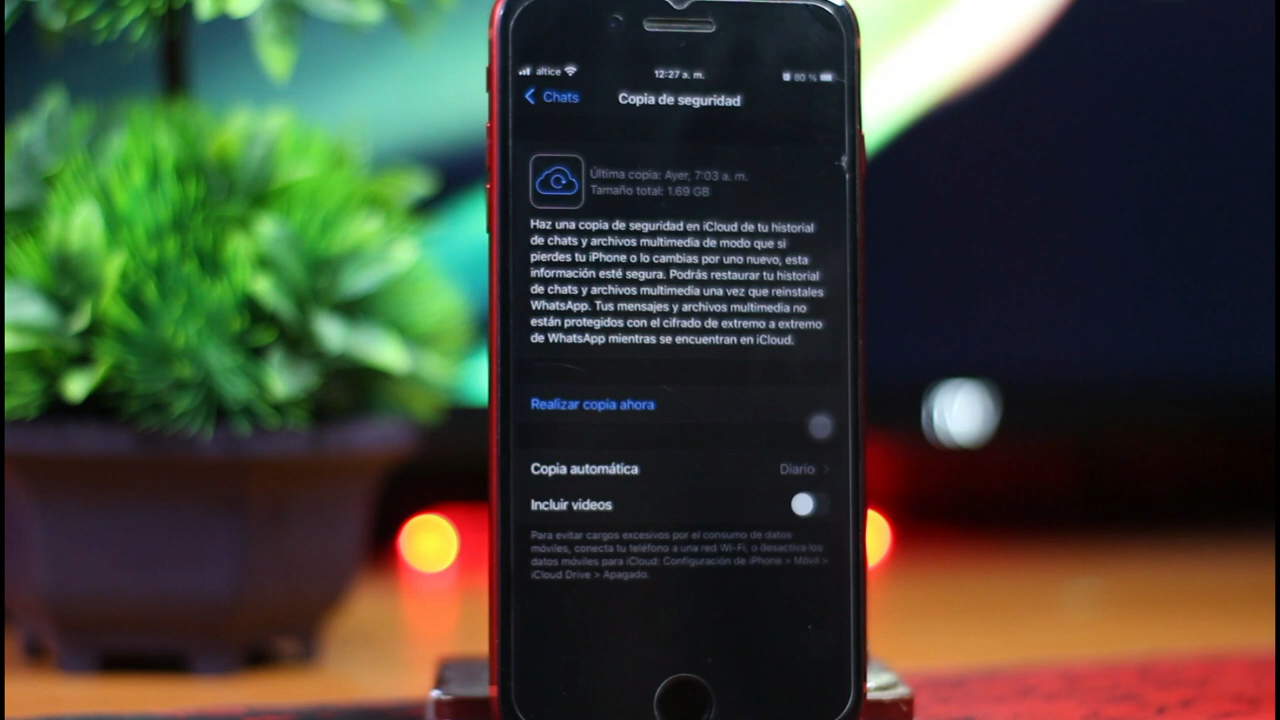 altice 12:27 a. m. 80 %
Chats Copia de seguridad
Última copia: Ayer, 7:03 a. m.
Tamaño total: 1.69 GB
Haz una copia de seguridad en iCloud de tu historial
de chats y archivos multimedia de modo que si
pierdes tu iPhone o lo cambias por uno nuevo, esta
información esté segura. Podrás restaurar tu historial
de chats y archivos multimedia una vez que reinstales
WhatsApp. Tus mensajes y archivos multimedia no
están protegidos con el cifrado de extremo a extremo
de WhatsApp mientras se encuentran en iCloud.
Realizar copia ahora
Copia automática Diario >
Incluir videos
Para evitar cargos excesivos por el consumo de datos
móviles, conecta tu teléfono a una red Wi-Fi, o desactiva los
datos móviles para iCloud: Configuración de iPhone > Móvil >
iCloud Drive > Apagado.